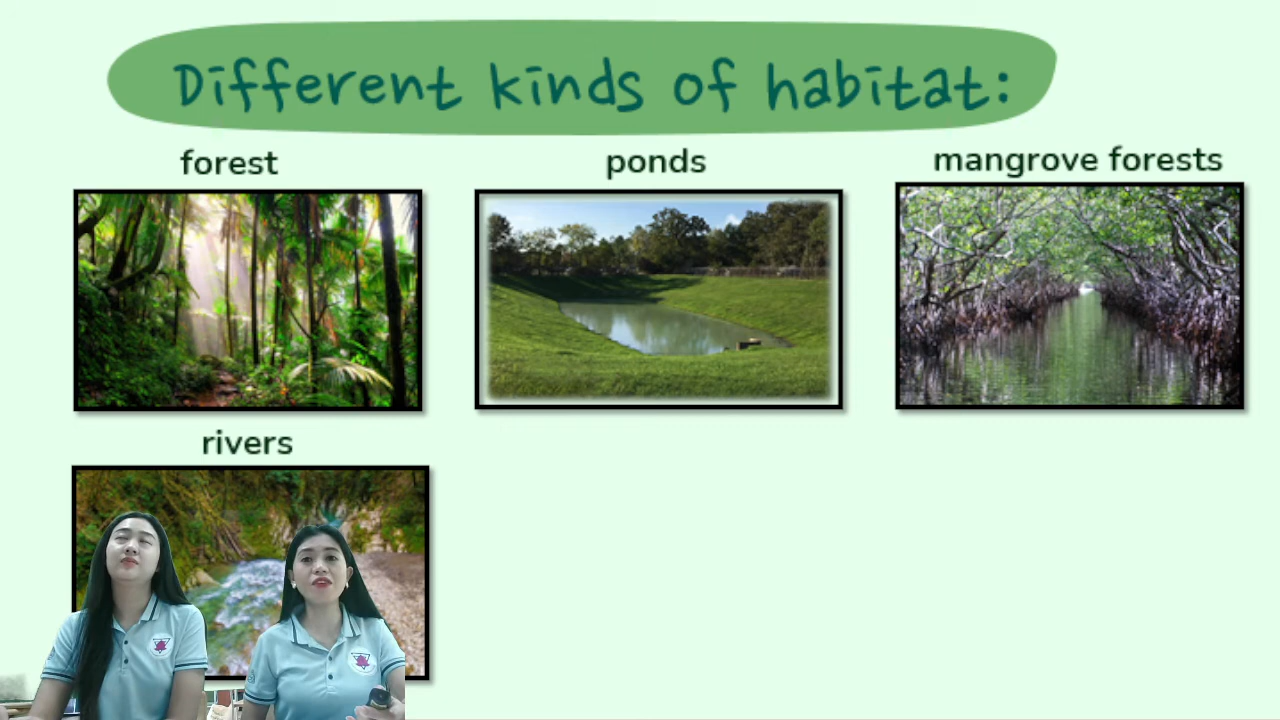 Different kinds of habitat:
forest
ponds
mangrove forests
rivers